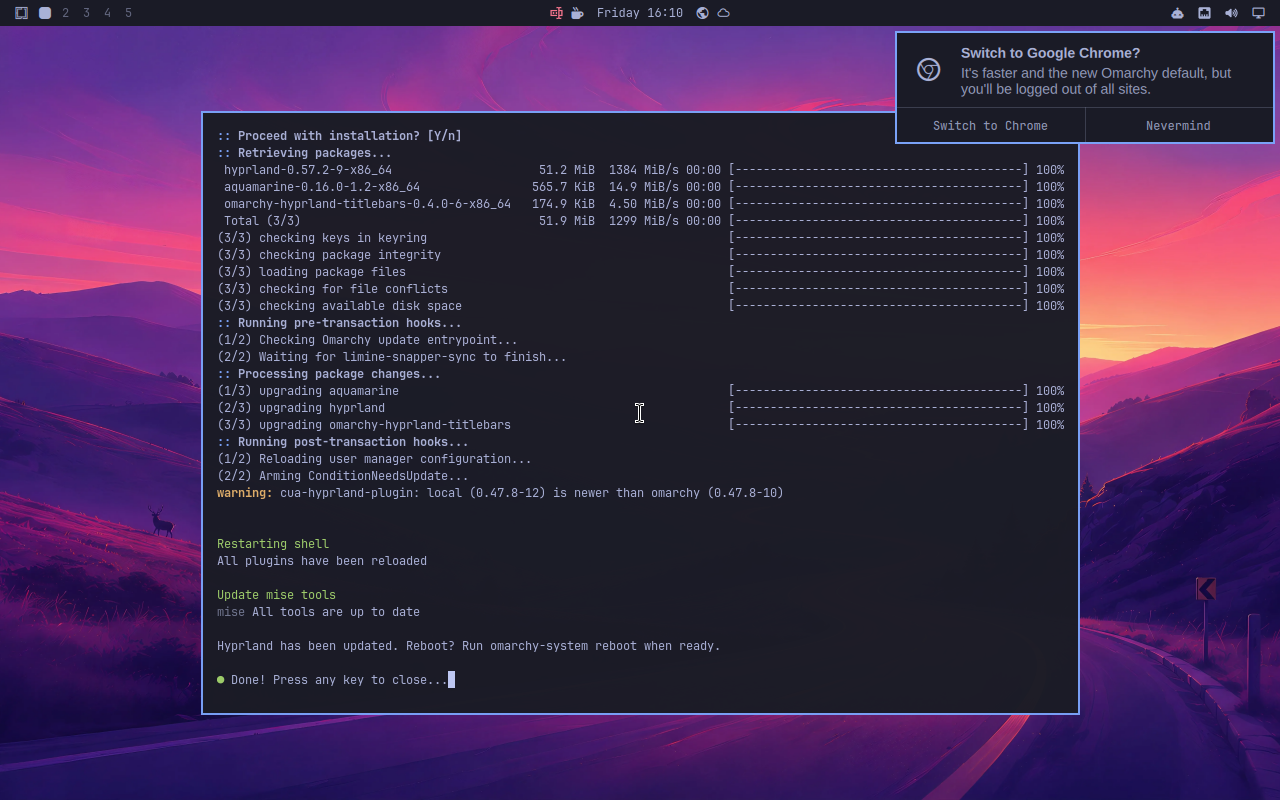 2 3 4 5 Friday 16:10
Switch to Google Chrome?
It's faster and the new Omarchy default, but
you'll be logged out of all sites.
Switch to Chrome Nevermind
:: Proceed with installation? [Y/n]
:: Retrieving packages...
hyprland-0.57.2-9-x86_64 51.2 MiB 1384 MiB/s 00:00 [-----------------------------------------] 100%
aquamarine-0.16.0-1.2-x86_64 565.7 KiB 14.9 MiB/s 00:00 [-----------------------------------------] 100%
omarchy-hyprland-titlebars-0.4.0-6-x86_64 174.9 KiB 4.50 MiB/s 00:00 [-----------------------------------------] 100%
Total (3/3) 51.9 MiB 1299 MiB/s 00:00 [-----------------------------------------] 100%
(3/3) checking keys in keyring [-----------------------------------------] 100%
(3/3) checking package integrity [-----------------------------------------] 100%
(3/3) loading package files [-----------------------------------------] 100%
(3/3) checking for file conflicts [-----------------------------------------] 100%
(3/3) checking available disk space [-----------------------------------------] 100%
:: Running pre-transaction hooks...
(1/2) Checking Omarchy update entrypoint...
(2/2) Waiting for limine-snapper-sync to finish...
:: Processing package changes...
(1/3) upgrading aquamarine [-----------------------------------------] 100%
(2/3) upgrading hyprland [-----------------------------------------] 100%
(3/3) upgrading omarchy-hyprland-titlebars [-----------------------------------------] 100%
:: Running post-transaction hooks...
(1/2) Reloading user manager configuration...
(2/2) Arming ConditionNeedsUpdate...
warning: cua-hyprland-plugin: local (0.47.8-12) is newer than omarchy (0.47.8-10)
Restarting shell
All plugins have been reloaded
Update mise tools
mise All tools are up to date
Hyprland has been updated. Reboot? Run omarchy-system reboot when ready.
● Done! Press any key to close...